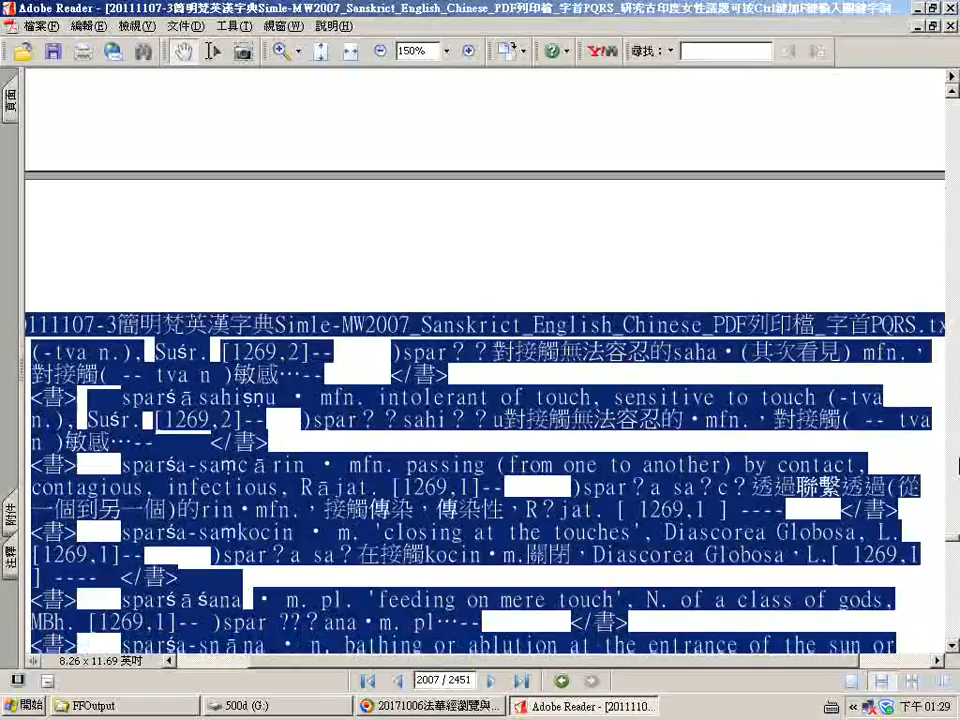 Adobe Reader - [20111107-3簡明梵英漢字典Simle-MW2007_Sanskrict_English_Chinese_PDF列印檔_字首PQRS_研究古印度女性議題可按Ctrl鍵加F鍵輸入關鍵字詞
檔案(F) 編輯(E) 檢視(V) 文件(D) 工具(T) 視窗(W) 說明(H)
150% Y! 尋找:
頁面
附件
注釋
0111107-3簡明梵英漢字典Simle-MW2007_Sanskrict_English_Chinese_PDF列印檔_字首PQRS.tx
(-tva n.), Suśr. [1269,2]-- )spar？？對接觸無法容忍的saha·(其次看見) mfn.，
對接觸( -- tva n )敏感…-- </書>
<書> sparśāsahiṣṇu · mfn. intolerant of touch, sensitive to touch (-tva
n.), Suśr. [1269,2]-- )spar？？sahi？？u對接觸無法容忍的·mfn.，對接觸( -- tva
n )敏感…-- </書>
<書> sparśa-saṃcārin · mfn. passing (from one to another) by contact,
contagious, infectious, Rājat. [1269,1]-- )spar？a sa？c？透過聯繫透過(從
一個到另一個)的rin·mfn.，接觸傳染，傳染性，R？jat. [ 1269,1 ] ---- </書>
<書> sparśa-saṃkocin · m. 'closing at the touches', Diascorea Globosa, L.
[1269,1]-- )spar？a sa？在接觸kocin·m.關閉，Diascorea Globosa，L.[ 1269,1
] ---- </書>
<書> sparśāśana · m. pl. 'feeding on mere touch', N. of a class of gods,
MBh. [1269,1]-- )spar ???ana·m. pl…-- </書>
<書> sparśa-snāna · n. bathing or ablution at the entrance of the sun or
8.26 x 11.69 英吋
2007 / 2451
開始 FFOutput 500d (G:) 20171006法華經瀏覽與... Adobe Reader - [2011110... 下午 01:29